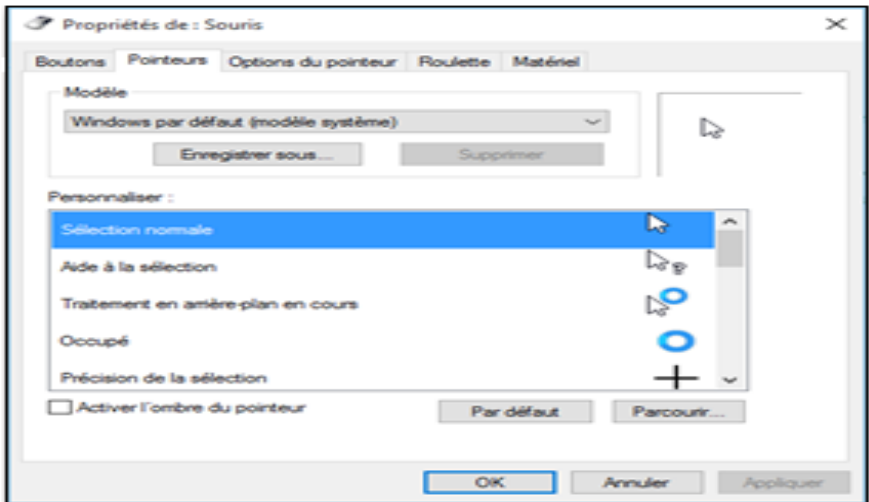 Propriétés de : Souris
Boutons Pointeurs Options du pointeur Roulette Matériel
Modèle
Windows par défaut (modèle système)
Enregistrer sous... Supprimer
Personnaliser :
Sélection normale
Aide à la sélection
Traitement en arrière-plan en cours
Occupé
Précision de la sélection
Activer l'ombre du pointeur Par défaut Parcourir...
OK Annuler Appliquer